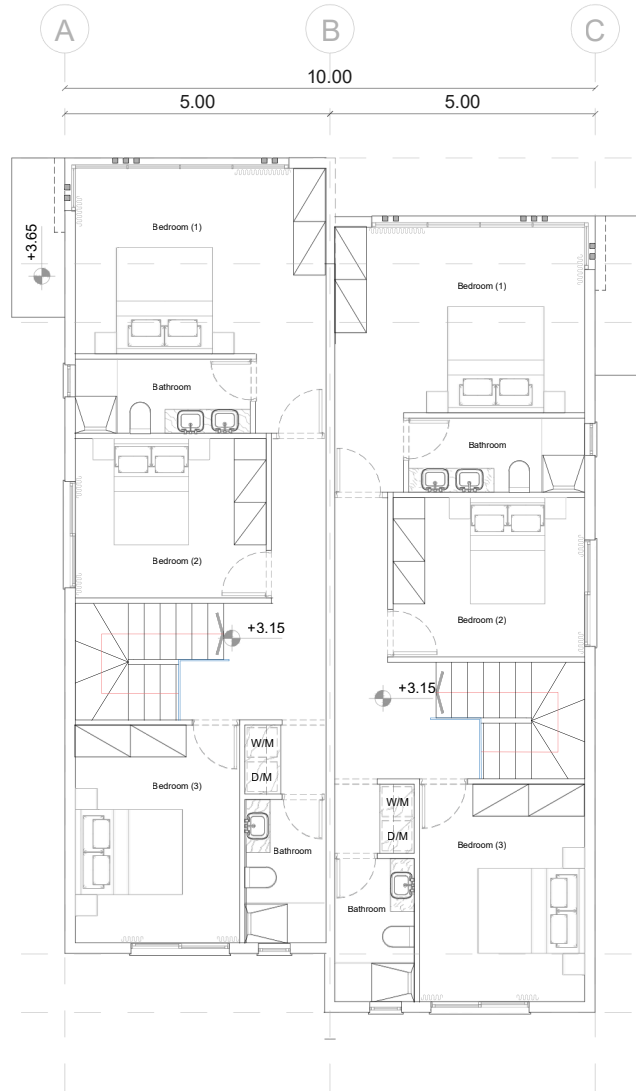 A
B
C
10.00
5.00
5.00
+3.65
Bedroom (1)
Bedroom (1)
Bathroom
Bathroom
Bedroom (2)
Bedroom (2)
+3.15
+3.15
W/M
D/M
Bedroom (3)
W/M
D/M
Bedroom (3)
Bathroom
Bathroom